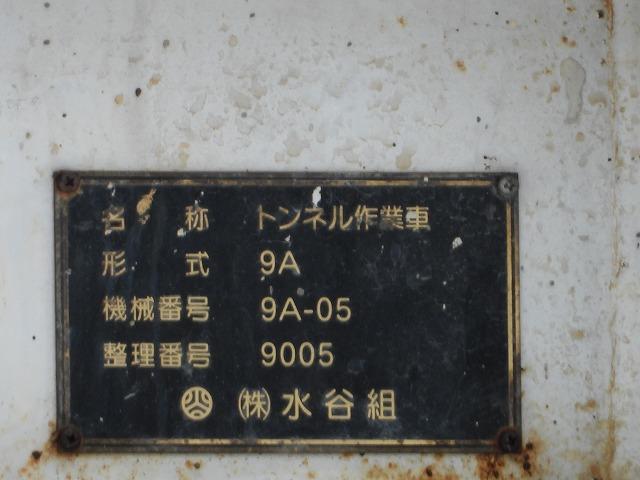 名称 トンネル作業車
形式 9A
機械番号 9A-05
整理番号 9005
㈱水谷組